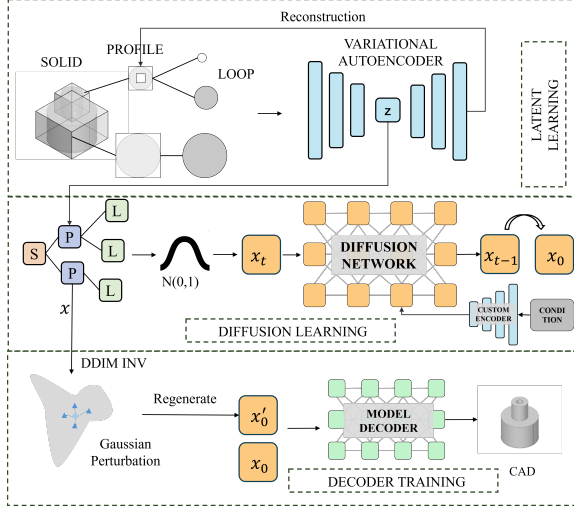 Reconstruction
PROFILE
SOLID
LOOP
VARIATIONAL
AUTOENCODER
z
LATENT
LEARNING
S
P
P
L
L
L
x
N(0,1)
x_t
DIFFUSION
NETWORK
x_{t-1}
x_0
CUSTOM
ENCODER
CONDI
TION
DIFFUSION LEARNING
DDIM INV
Gaussian
Perturbation
Regenerate
x'_0
x_0
MODEL
DECODER
CAD
DECODER TRAINING